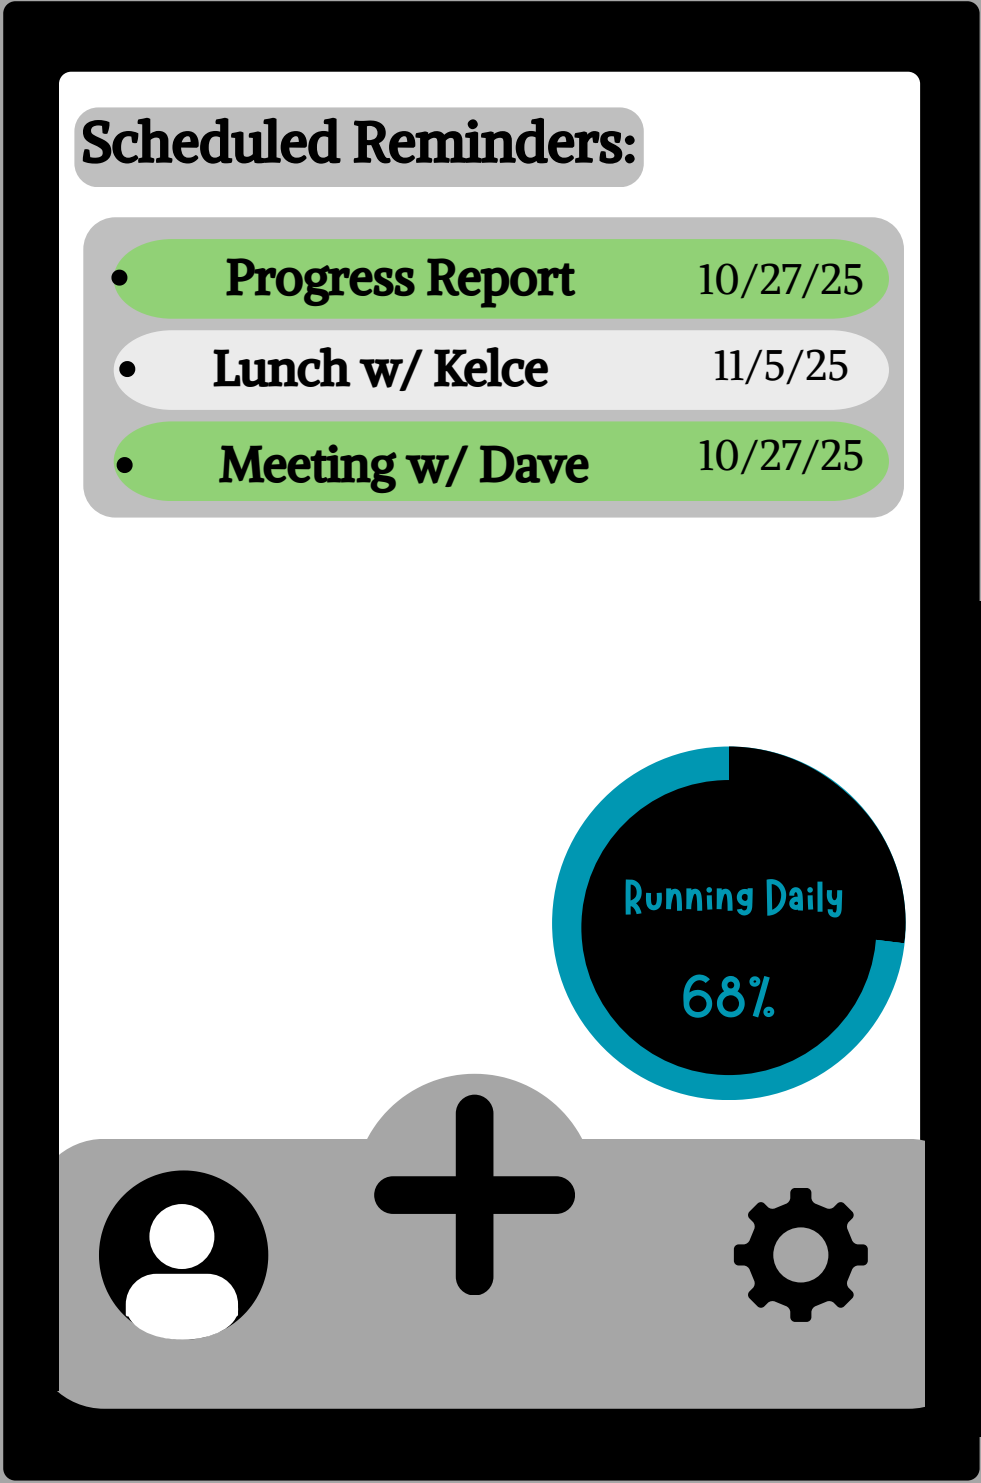 Scheduled Reminders:
• Progress Report 10/27/25
• Lunch w/ Kelce 11/5/25
• Meeting w/ Dave 10/27/25
Running Daily
68%